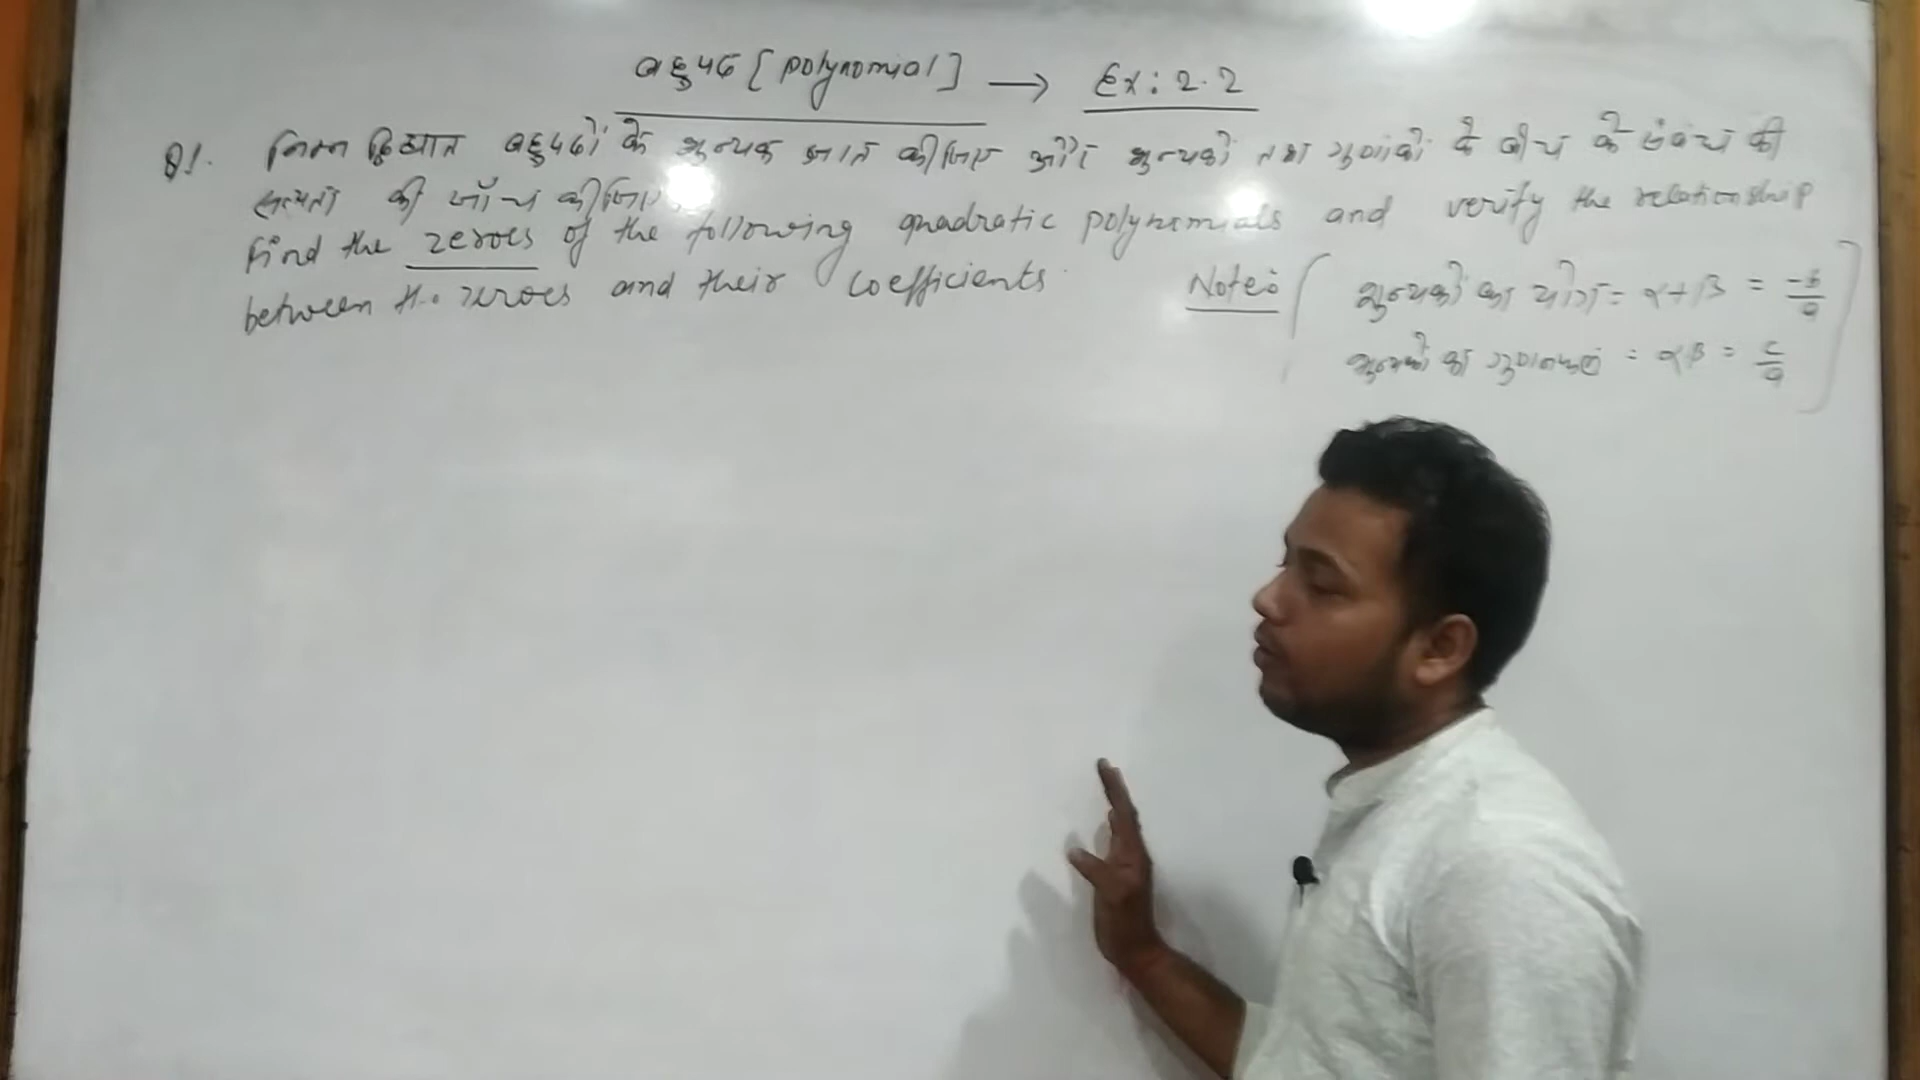 बहुपद [polynomial] → Ex: 2.2
Q1. निम्न द्विघात बहुपदों के शून्यक ज्ञात कीजिए और शून्यकों तथा गुणांकों के बीच के संबंध की
सत्यता की जाँच कीजिए।
Find the zeroes of the following quadratic polynomials and verify the relationship
between the zeroes and their coefficients.
Note: [ शून्यकों का योग = α+β = -b/a
शून्यकों का गुणनफल = αβ = c/a ]